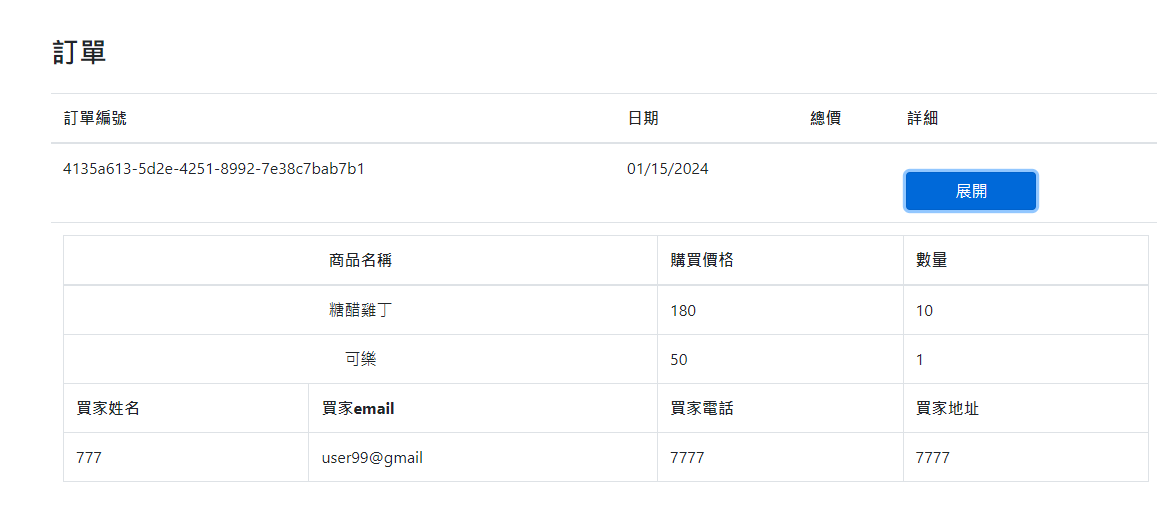 訂單
訂單編號 日期 總價 詳細
4135a613-5d2e-4251-8992-7e38c7bab7b1 01/15/2024
展開
商品名稱 購買價格 數量
糖醋雞丁 180 10
可樂 50 1
買家姓名 買家email 買家電話 買家地址
777 user99@gmail 7777 7777